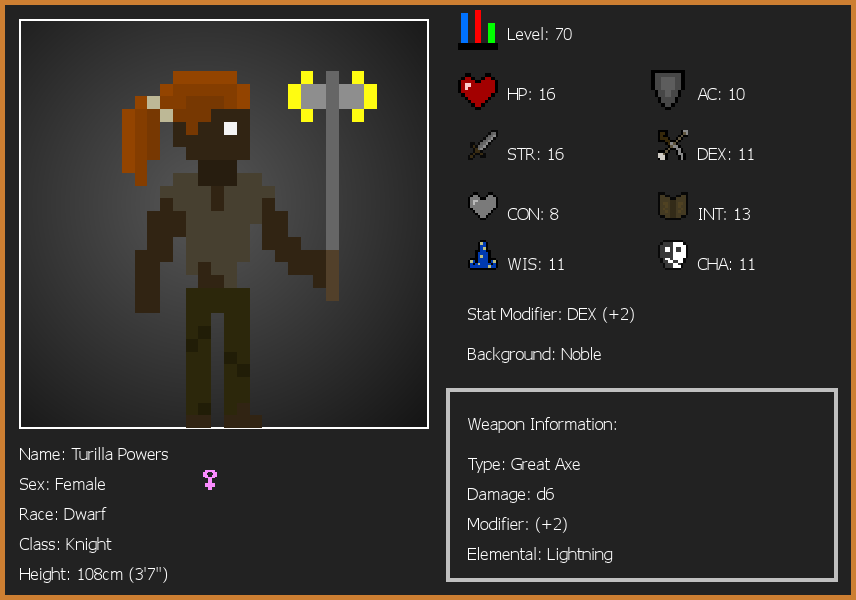 Level: 70
HP: 16
AC: 10
STR: 16
DEX: 11
CON: 8
INT: 13
WIS: 11
CHA: 11
Stat Modifier: DEX (+2)
Background: Noble
Name: Turilla Powers
Sex: Female
Race: Dwarf
Class: Knight
Height: 108cm (3'7")
Weapon Information:
Type: Great Axe
Damage: d6
Modifier: (+2)
Elemental: Lightning